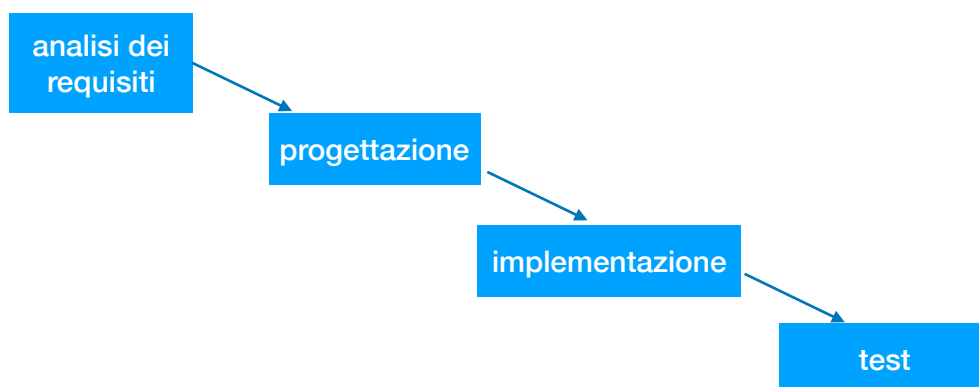 analisi dei
requisiti
progettazione
implementazione
test